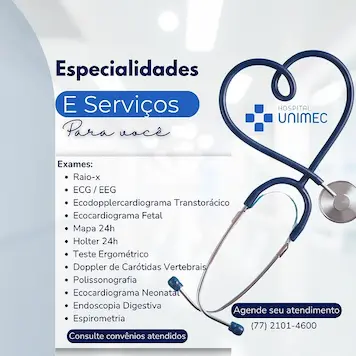 Especialidades
E Serviços
Para você
HOSPITAL
UNIMEC
Exames:
• Raio-x
• ECG / EEG
• Ecodopplercardiograma Transtorácico
• Ecocardiograma Fetal
• Mapa 24h
• Holter 24h
• Teste Ergométrico
• Doppler de Carótidas Vertebrais
• Polissonografia
• Ecocardiograma Neonatal
• Endoscopia Digestiva
• Espirometria
Consulte convênios atendidos
Agende seu atendimento
(77) 2101-4600